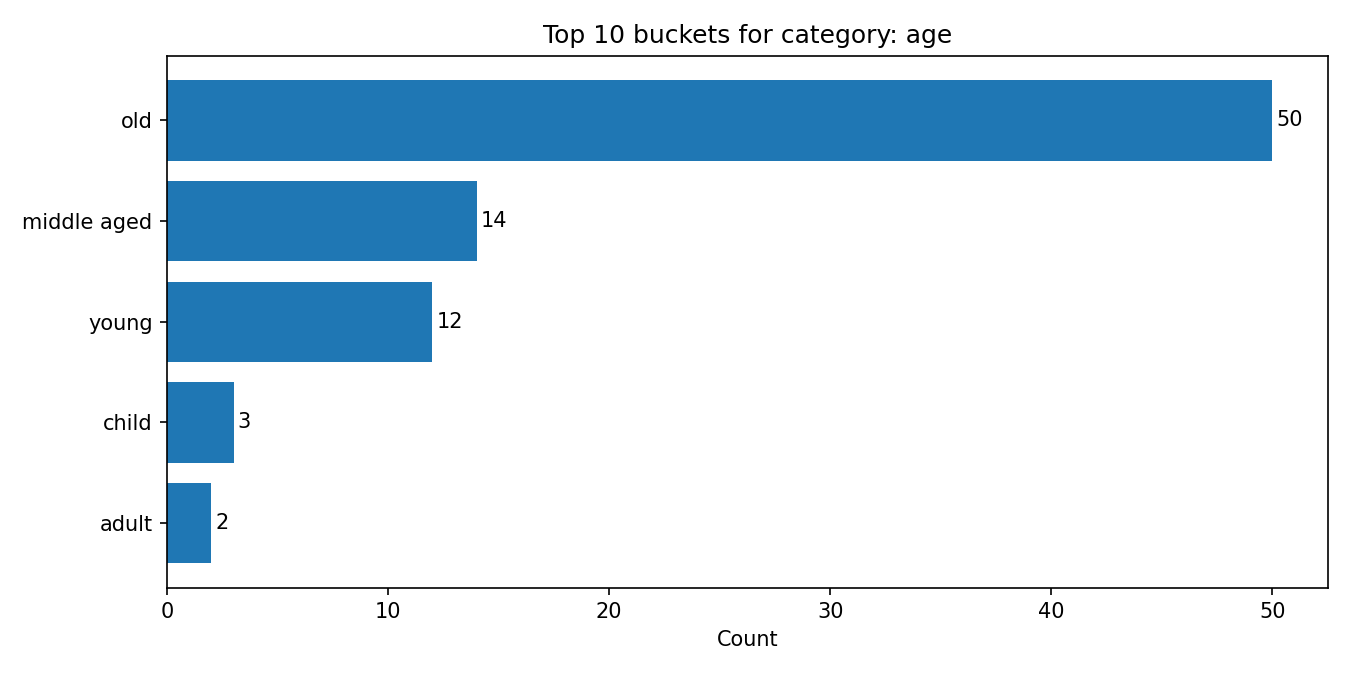 Top 10 buckets for category: age
old 50
middle aged 14
young 12
child 3
adult 2
0 10 20 30 40 50
Count